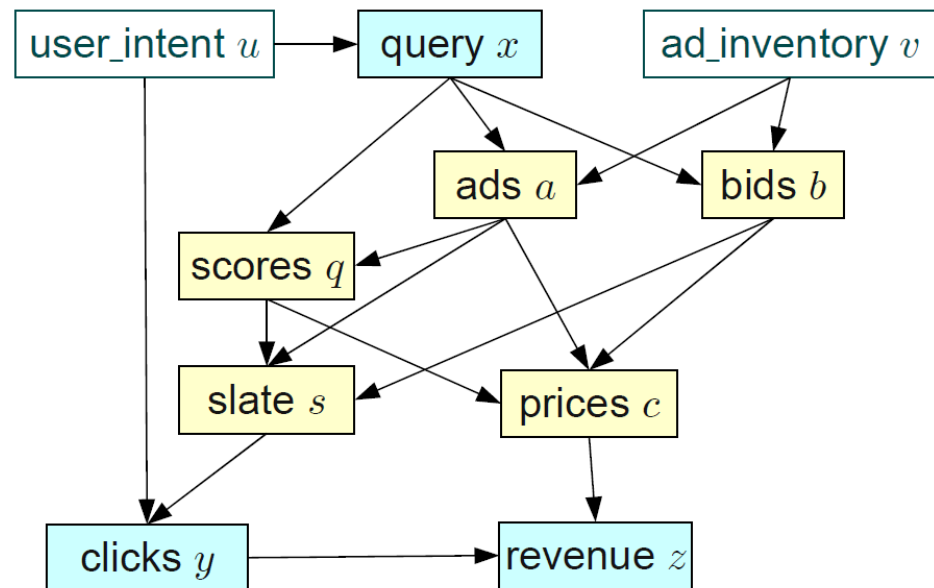 user_intent u
query x
ad_inventory v
ads a
bids b
scores q
slate s
prices c
clicks y
revenue z